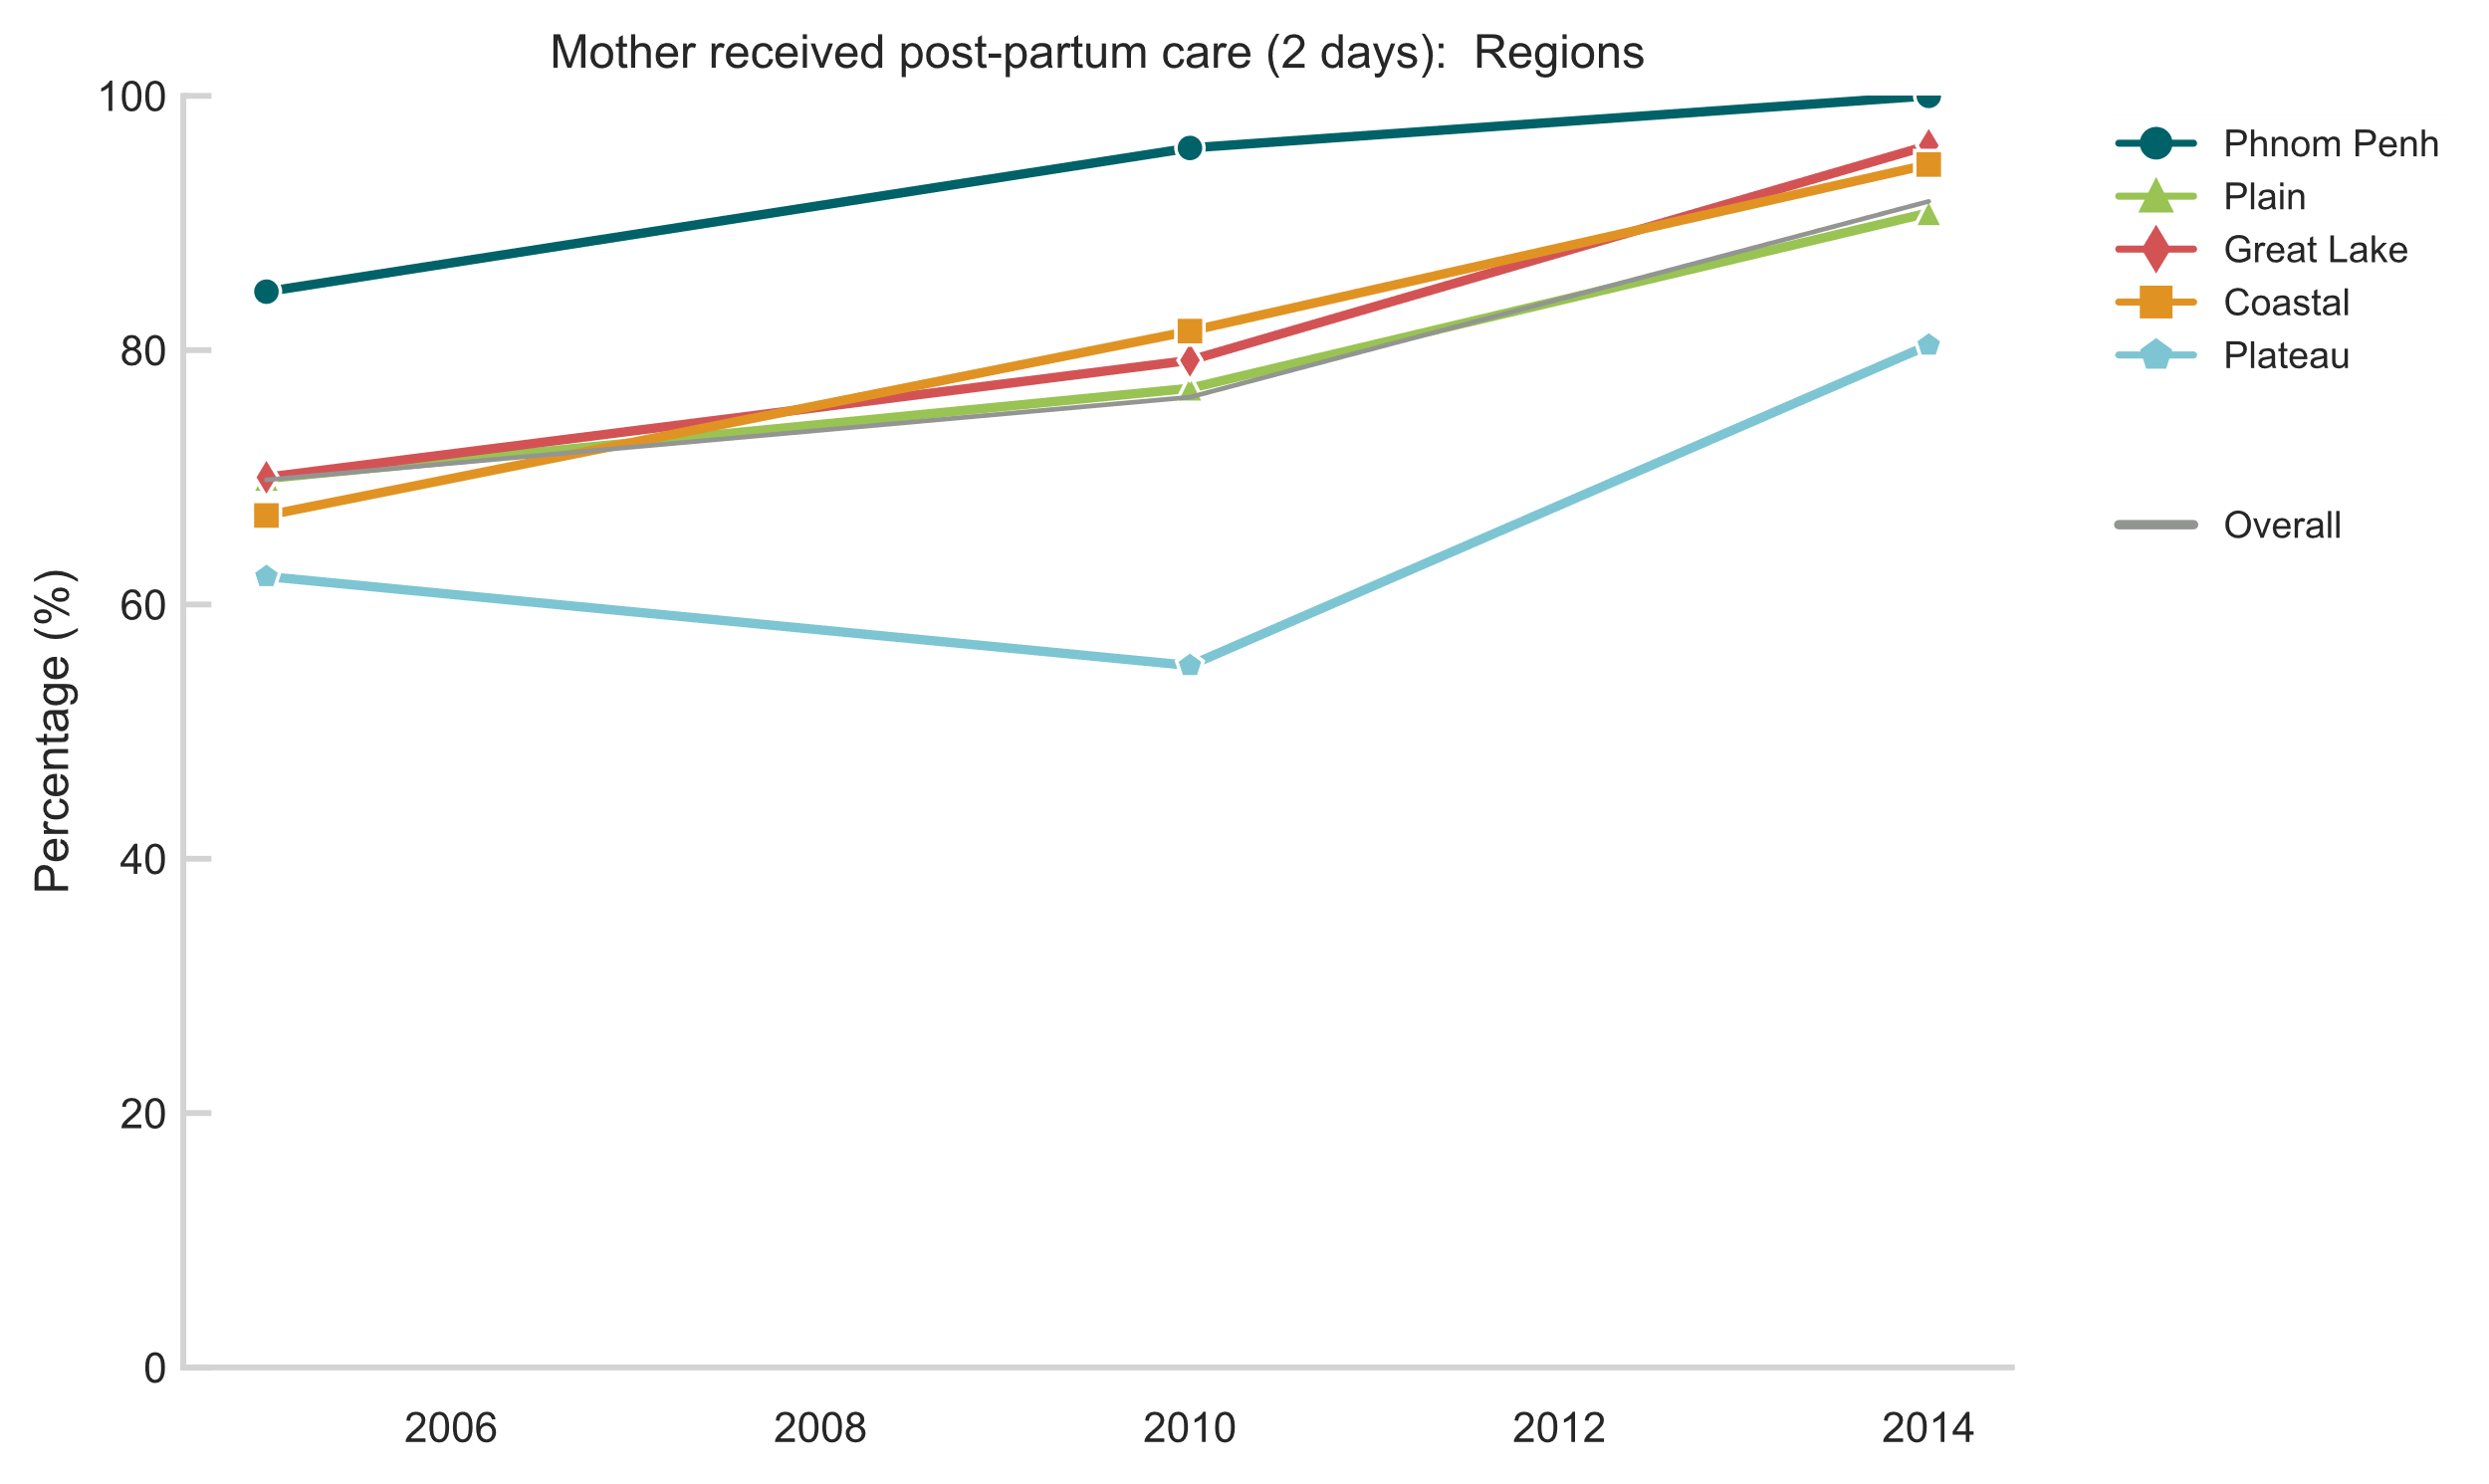 Mother received post-partum care (2 days):  Regions
Percentage (%)
100
80
60
40
20
0
2006
2008
2010
2012
2014
Phnom Penh
Plain
Great Lake
Coastal
Plateau
Overall